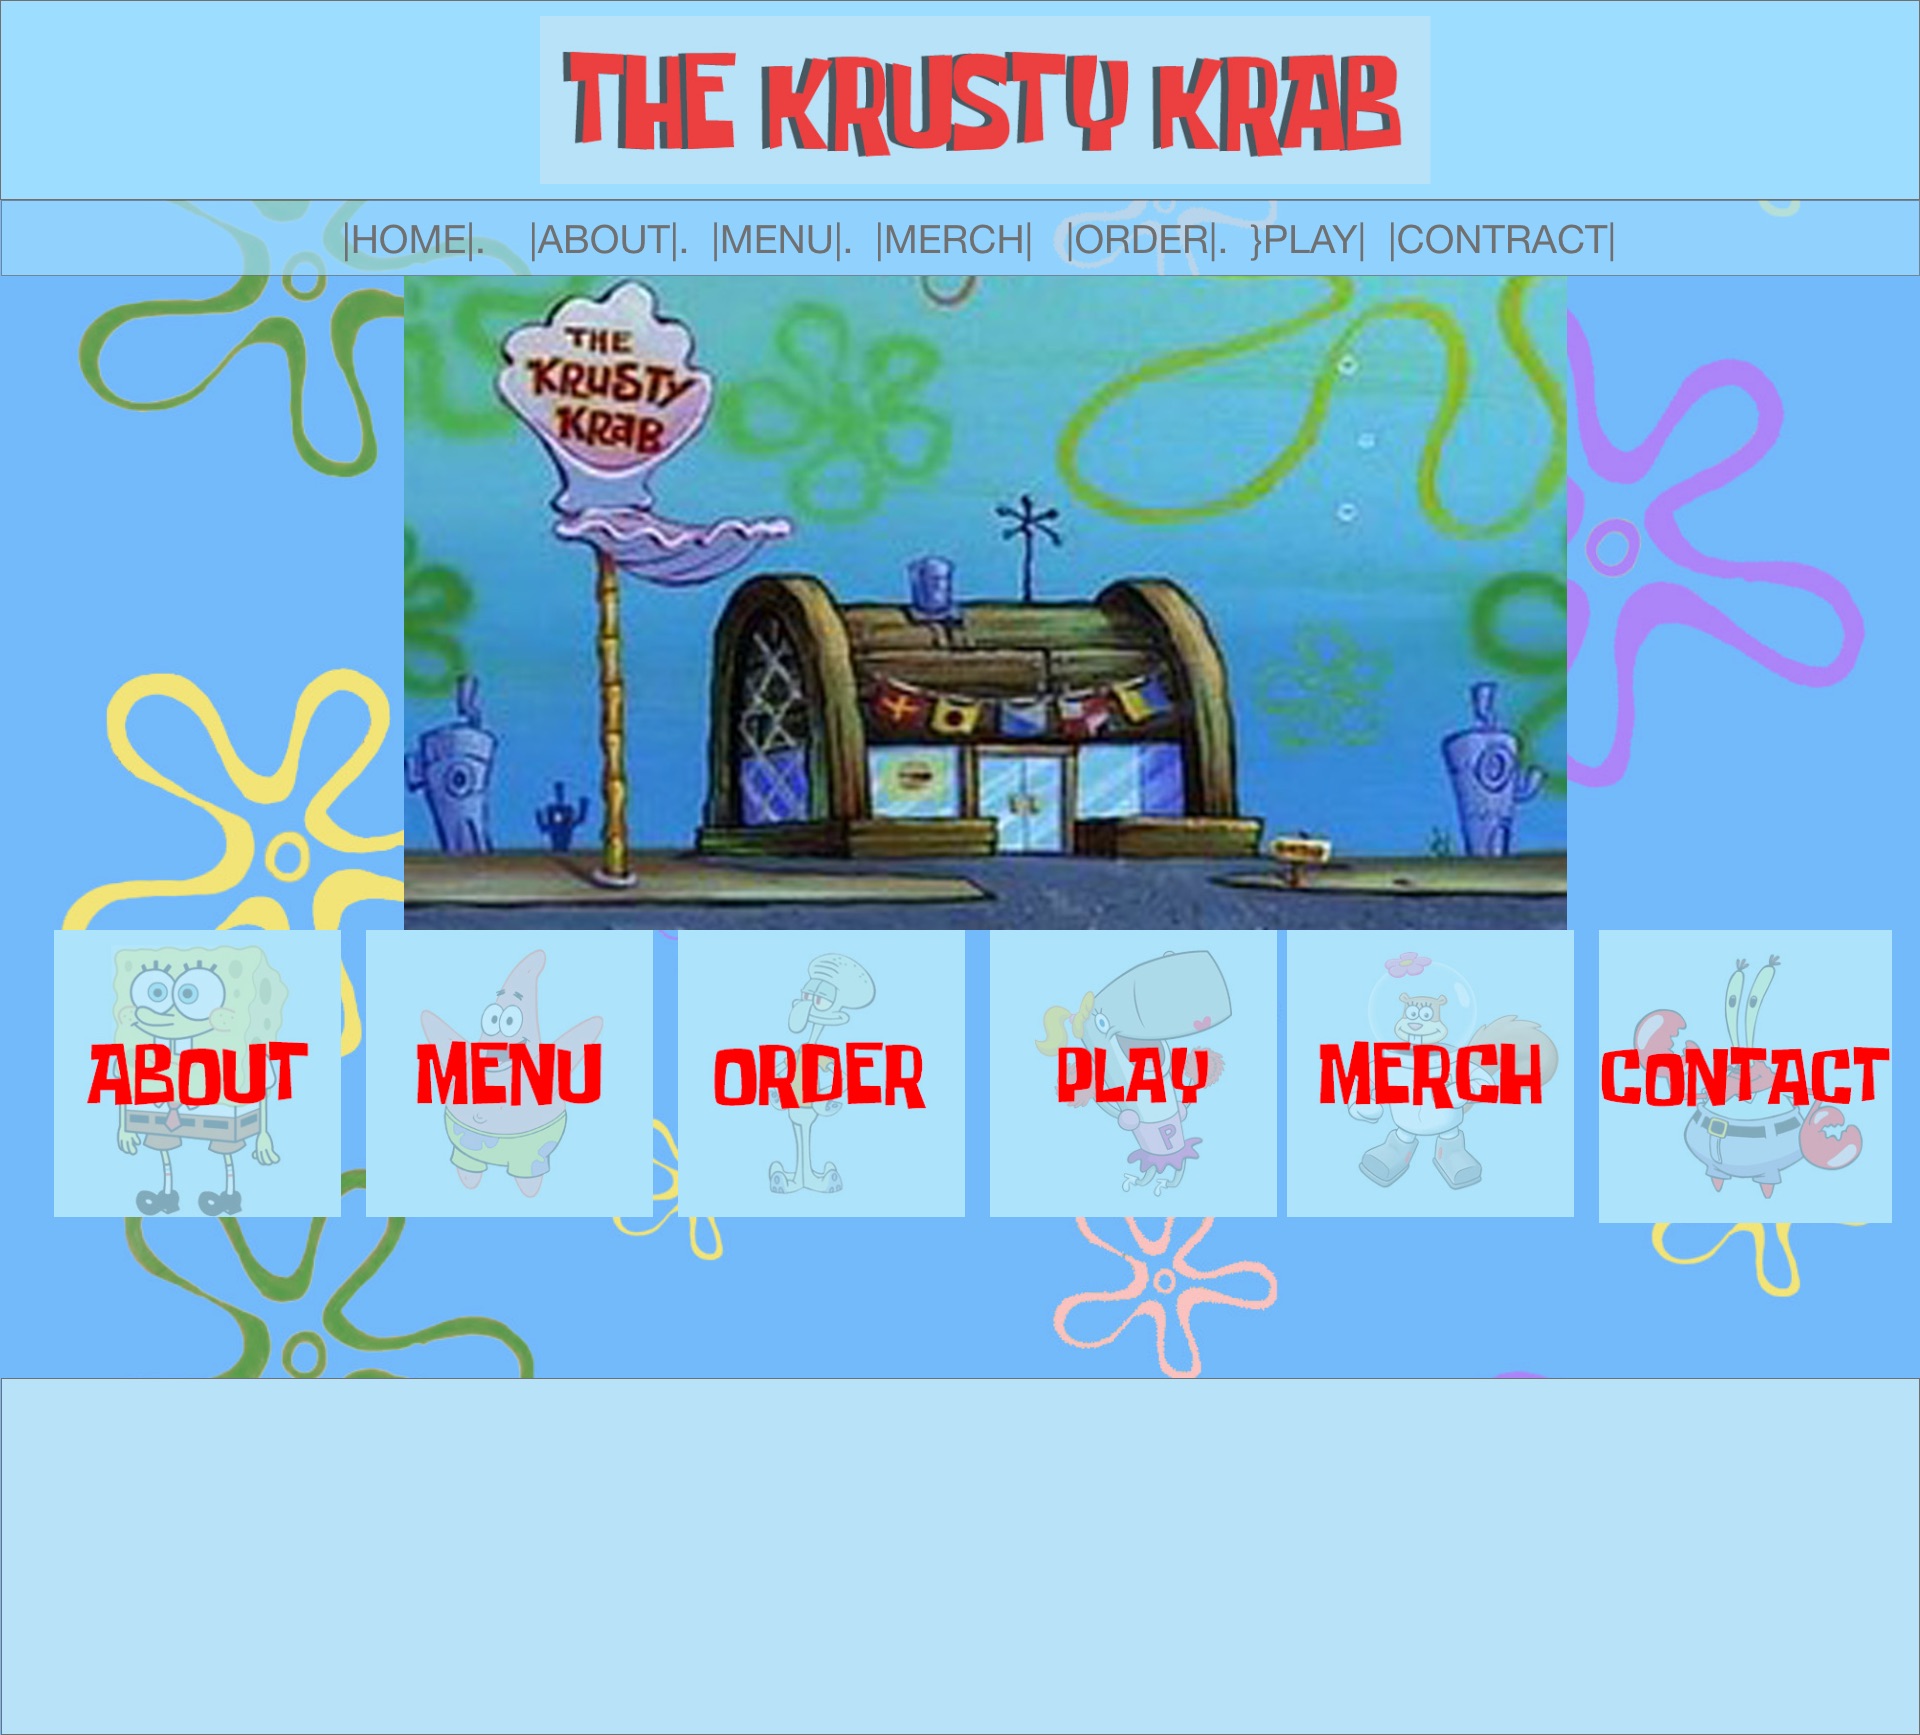 THE KRUSTY KRAB
|HOME|. |ABOUT|. |MENU|. |MERCH| |ORDER|. }PLAY| |CONTRACT|
THE
KRUSTY
KRaB
ABOUT MENU ORDER PLAY MERCH CONTACT
P